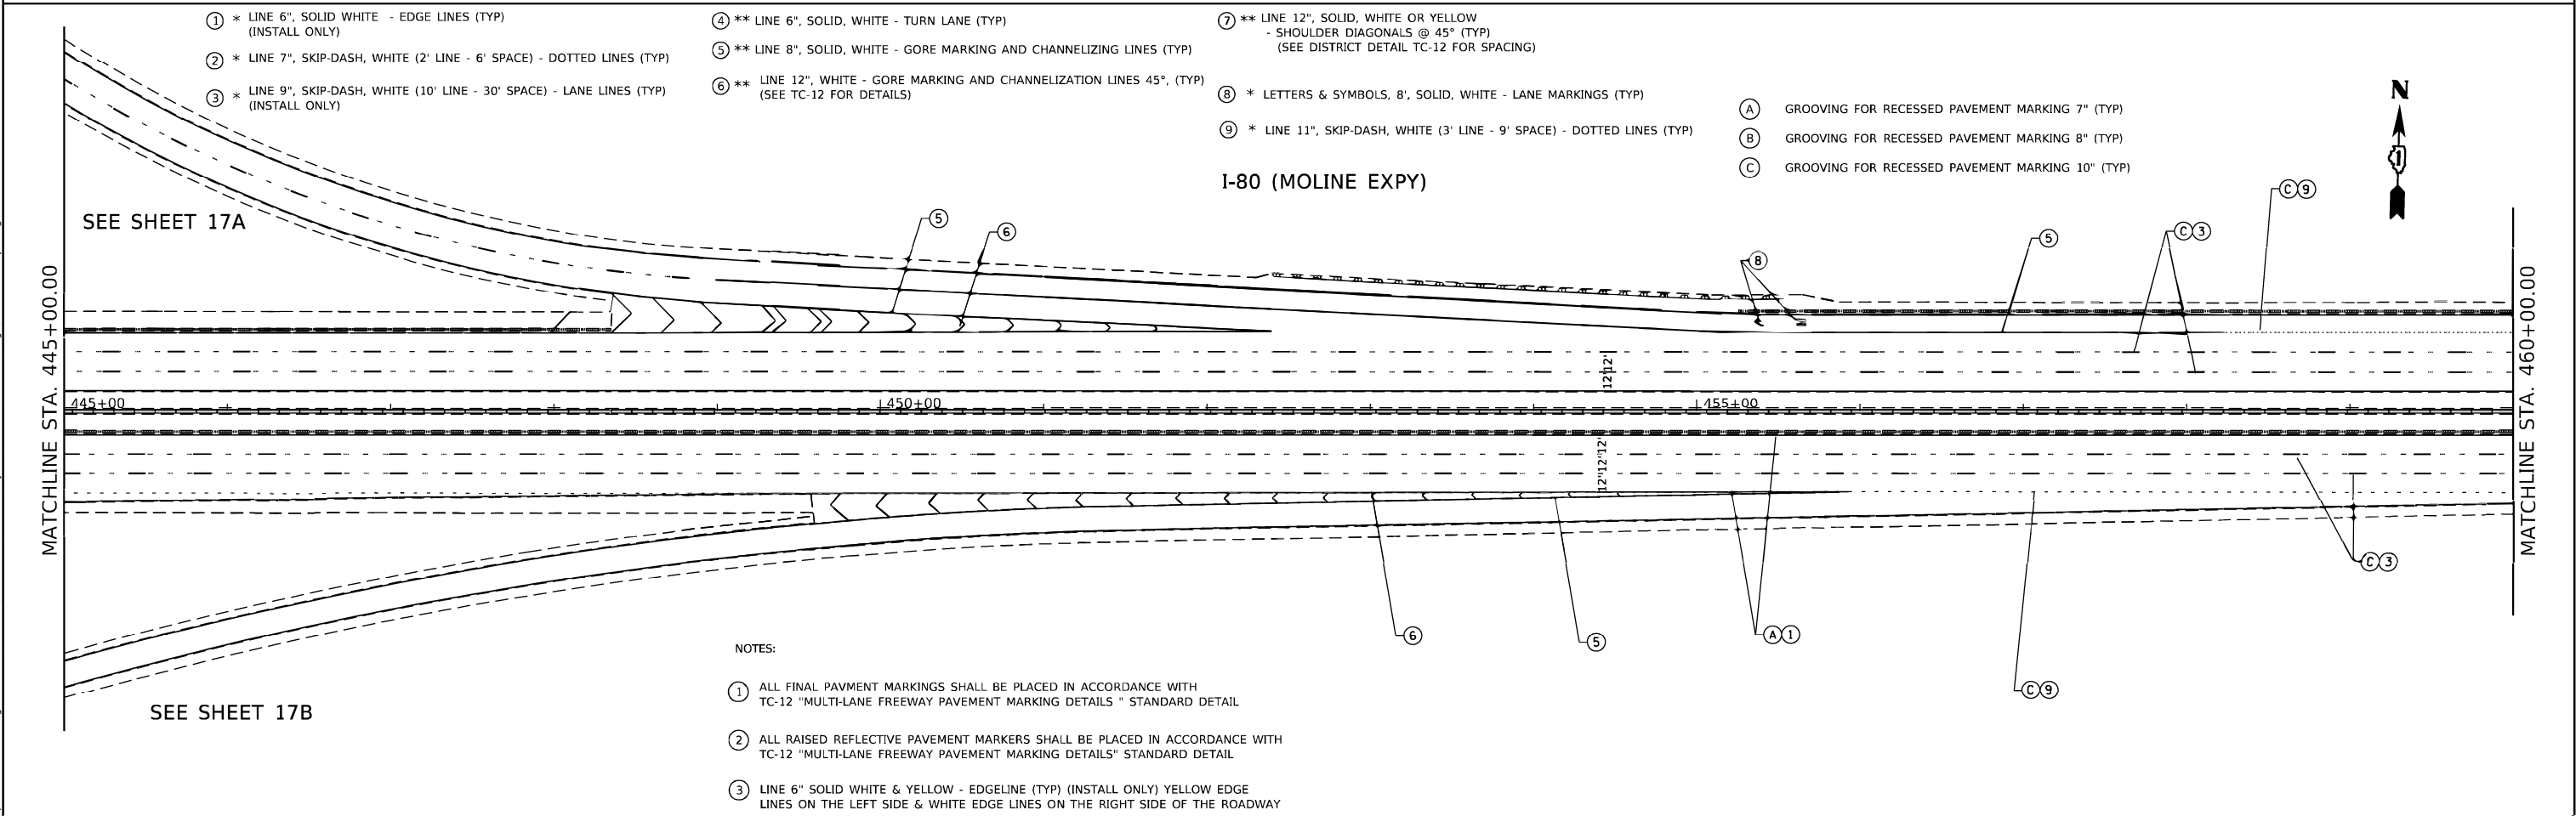 ① * LINE 6", SOLID WHITE - EDGE LINES (TYP)
(INSTALL ONLY)
② * LINE 7", SKIP-DASH, WHITE (2' LINE - 6' SPACE) - DOTTED LINES (TYP)
③ * LINE 9", SKIP-DASH, WHITE (10' LINE - 30' SPACE) - LANE LINES (TYP)
(INSTALL ONLY)
④ ** LINE 6", SOLID, WHITE - TURN LANE (TYP)
⑤ ** LINE 8", SOLID, WHITE - GORE MARKING AND CHANNELIZING LINES (TYP)
⑥ ** LINE 12", WHITE - GORE MARKING AND CHANNELIZATION LINES 45°, (TYP)
(SEE TC-12 FOR DETAILS)
⑦ ** LINE 12", SOLID, WHITE OR YELLOW
- SHOULDER DIAGONALS @ 45° (TYP)
(SEE DISTRICT DETAIL TC-12 FOR SPACING)
⑧ * LETTERS & SYMBOLS, 8', SOLID, WHITE - LANE MARKINGS (TYP)
⑨ * LINE 11", SKIP-DASH, WHITE (3' LINE - 9' SPACE) - DOTTED LINES (TYP)
Ⓐ GROOVING FOR RECESSED PAVEMENT MARKING 7" (TYP)
Ⓑ GROOVING FOR RECESSED PAVEMENT MARKING 8" (TYP)
Ⓒ GROOVING FOR RECESSED PAVEMENT MARKING 10" (TYP)
N
1
I-80 (MOLINE EXPY)
SEE SHEET 17A
⑤
⑥
⑧
⑤
Ⓒ③
Ⓒ⑨
MATCHLINE STA. 445+00.00
MATCHLINE STA. 460+00.00
12'12'
445+00
450+00
455+00
12'12'12'
⑥
⑤
Ⓐ①
Ⓒ⑨
Ⓒ③
SEE SHEET 17B
NOTES:
① ALL FINAL PAVMENT MARKINGS SHALL BE PLACED IN ACCORDANCE WITH
TC-12 "MULTI-LANE FREEWAY PAVEMENT MARKING DETAILS " STANDARD DETAIL
② ALL RAISED REFLECTIVE PAVEMENT MARKERS SHALL BE PLACED IN ACCORDANCE WITH
TC-12 "MULTI-LANE FREEWAY PAVEMENT MARKING DETAILS" STANDARD DETAIL
③ LINE 6" SOLID WHITE & YELLOW - EDGELINE (TYP) (INSTALL ONLY) YELLOW EDGE
LINES ON THE LEFT SIDE & WHITE EDGE LINES ON THE RIGHT SIDE OF THE ROADWAY